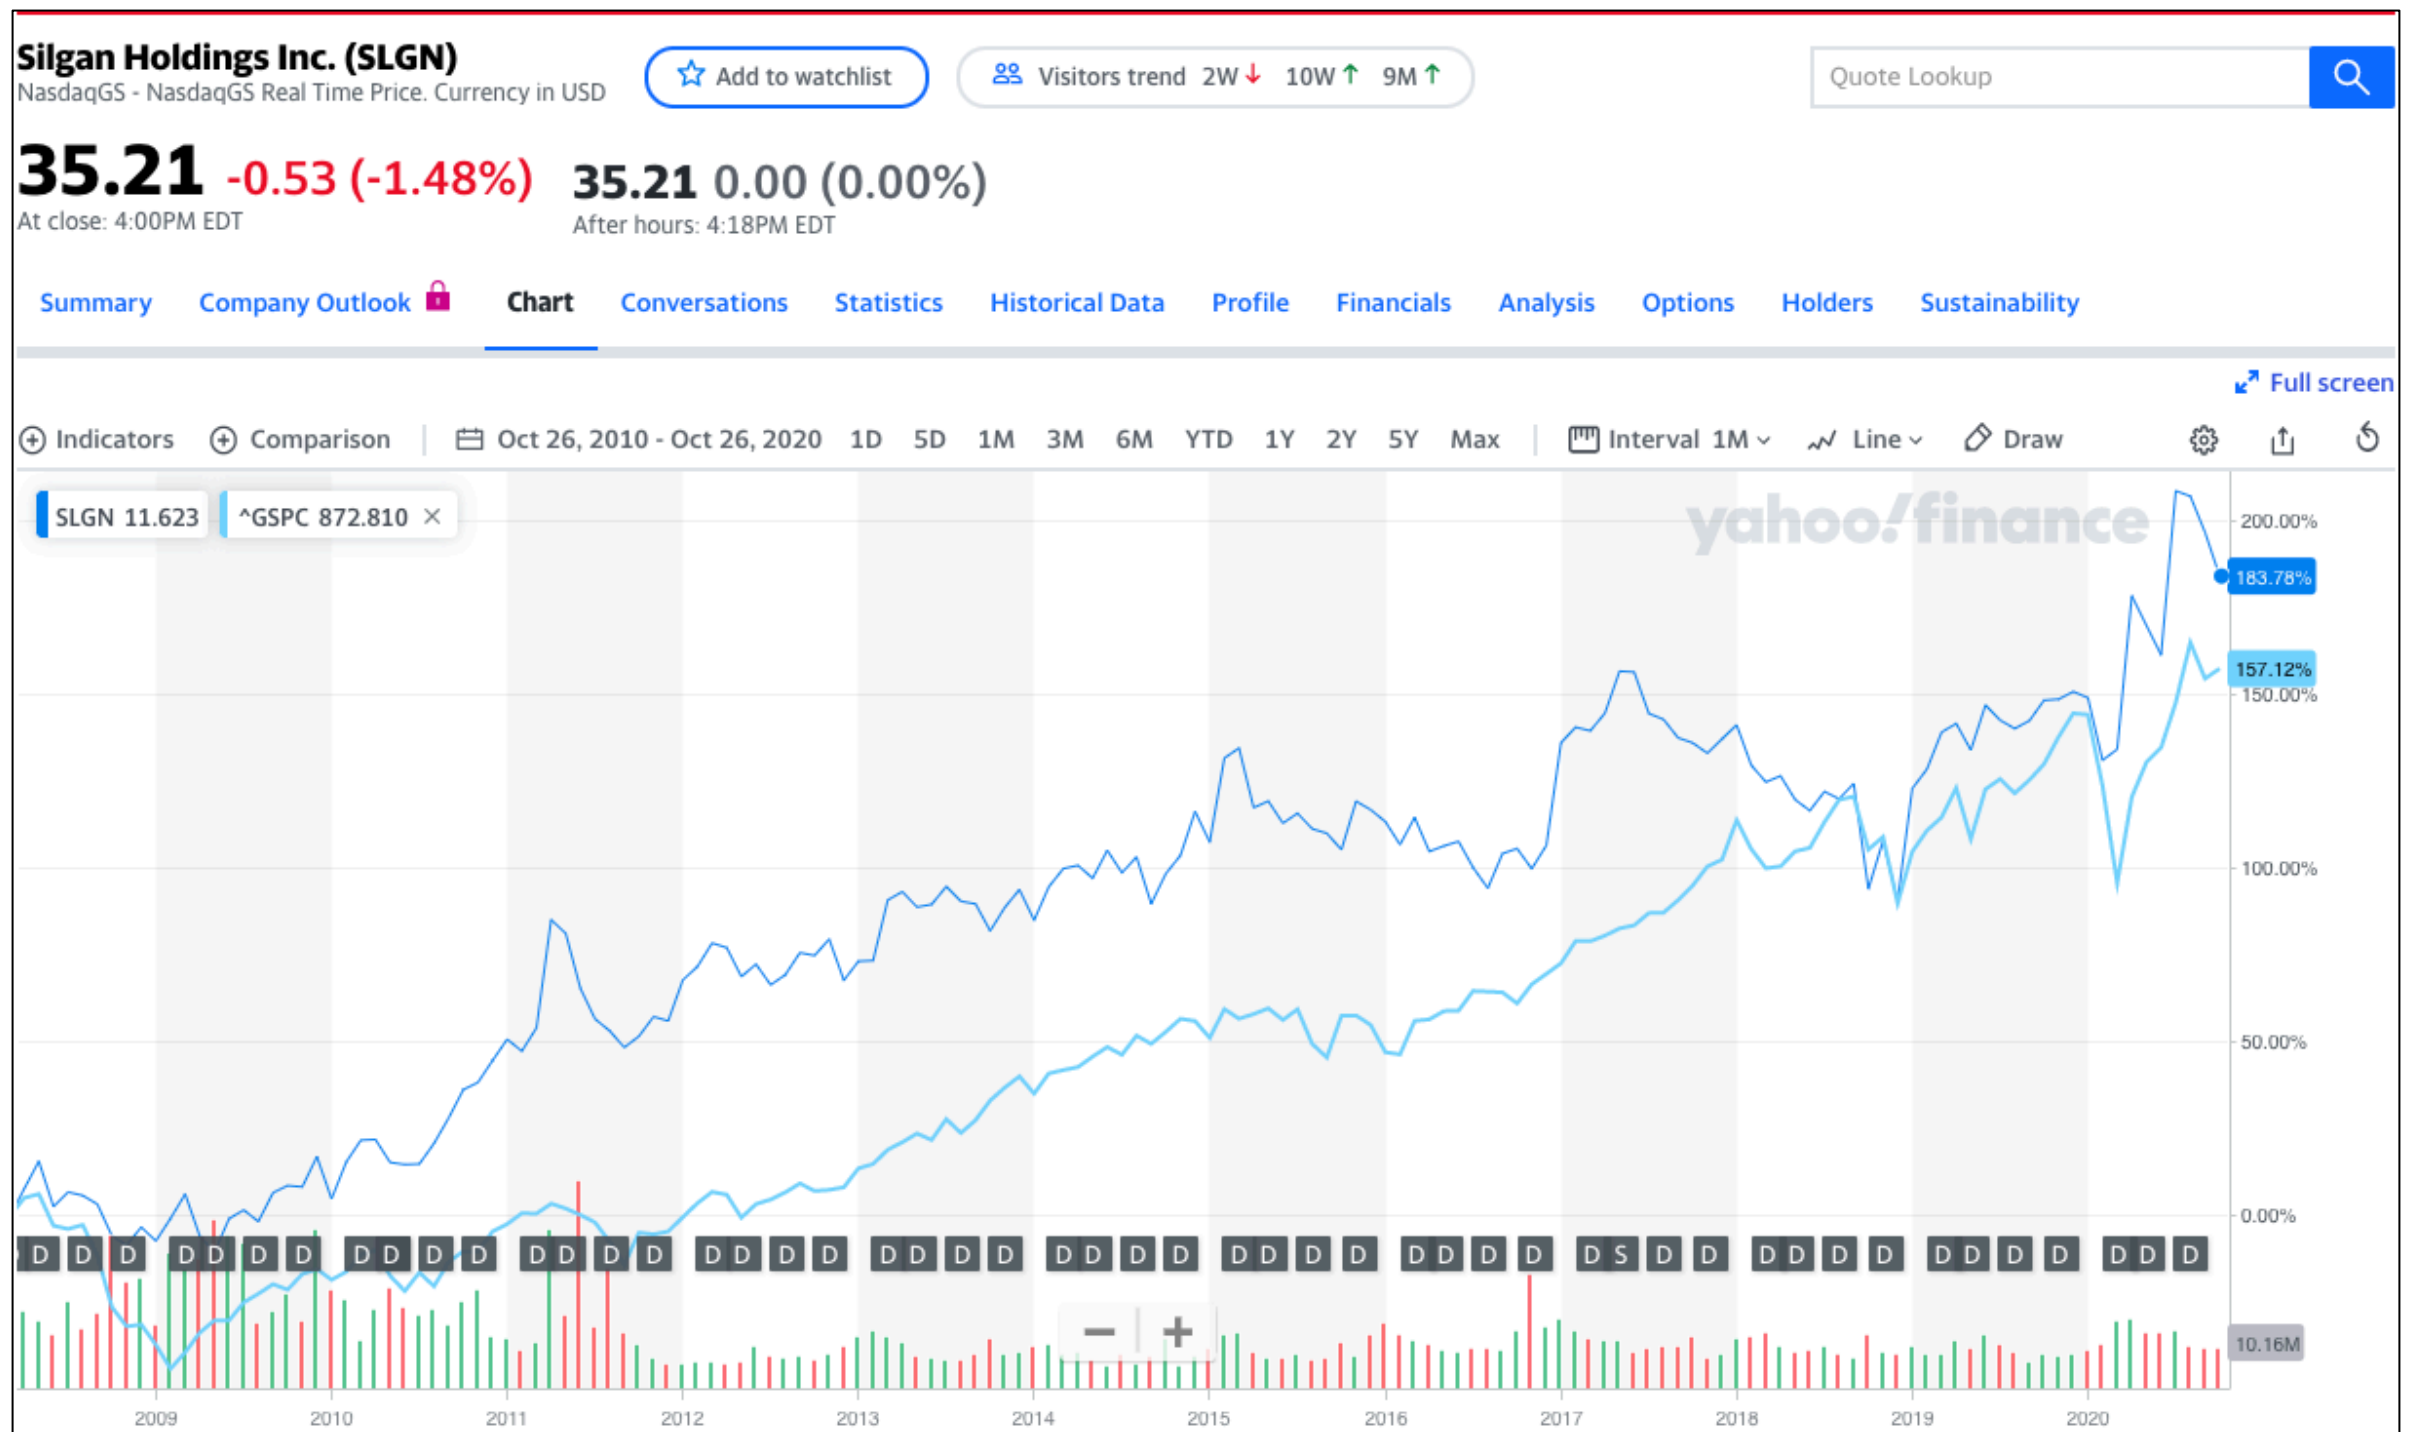 Silgan Holdings Inc. (SLGN)
NasdaqGS - NasdaqGS Real Time Price. Currency in USD
Add to watchlist
Visitors trend 2W↓ 10W↑ 9M↑
Quote Lookup
35.21 -0.53 (-1.48%)
At close: 4:00PM EDT
35.21 0.00 (0.00%)
After hours: 4:18PM EDT
Summary Company Outlook Chart Conversations Statistics Historical Data Profile Financials Analysis Options Holders Sustainability
Full screen
Indicators Comparison Oct 26, 2010 - Oct 26, 2020 1D 5D 1M 3M 6M YTD 1Y 2Y 5Y Max Interval 1M Line Draw
SLGN 11.623 ^GSPC 872.810 ×
yahoo!finance
200.00%
183.78%
157.12%
150.00%
100.00%
50.00%
0.00%
D D D D D D D D D D D D D D D D D D D D D D D D D D D D D D D D D D D D S D D D D D D D D D D D D D
− +
10.16M
2009 2010 2011 2012 2013 2014 2015 2016 2017 2018 2019 2020